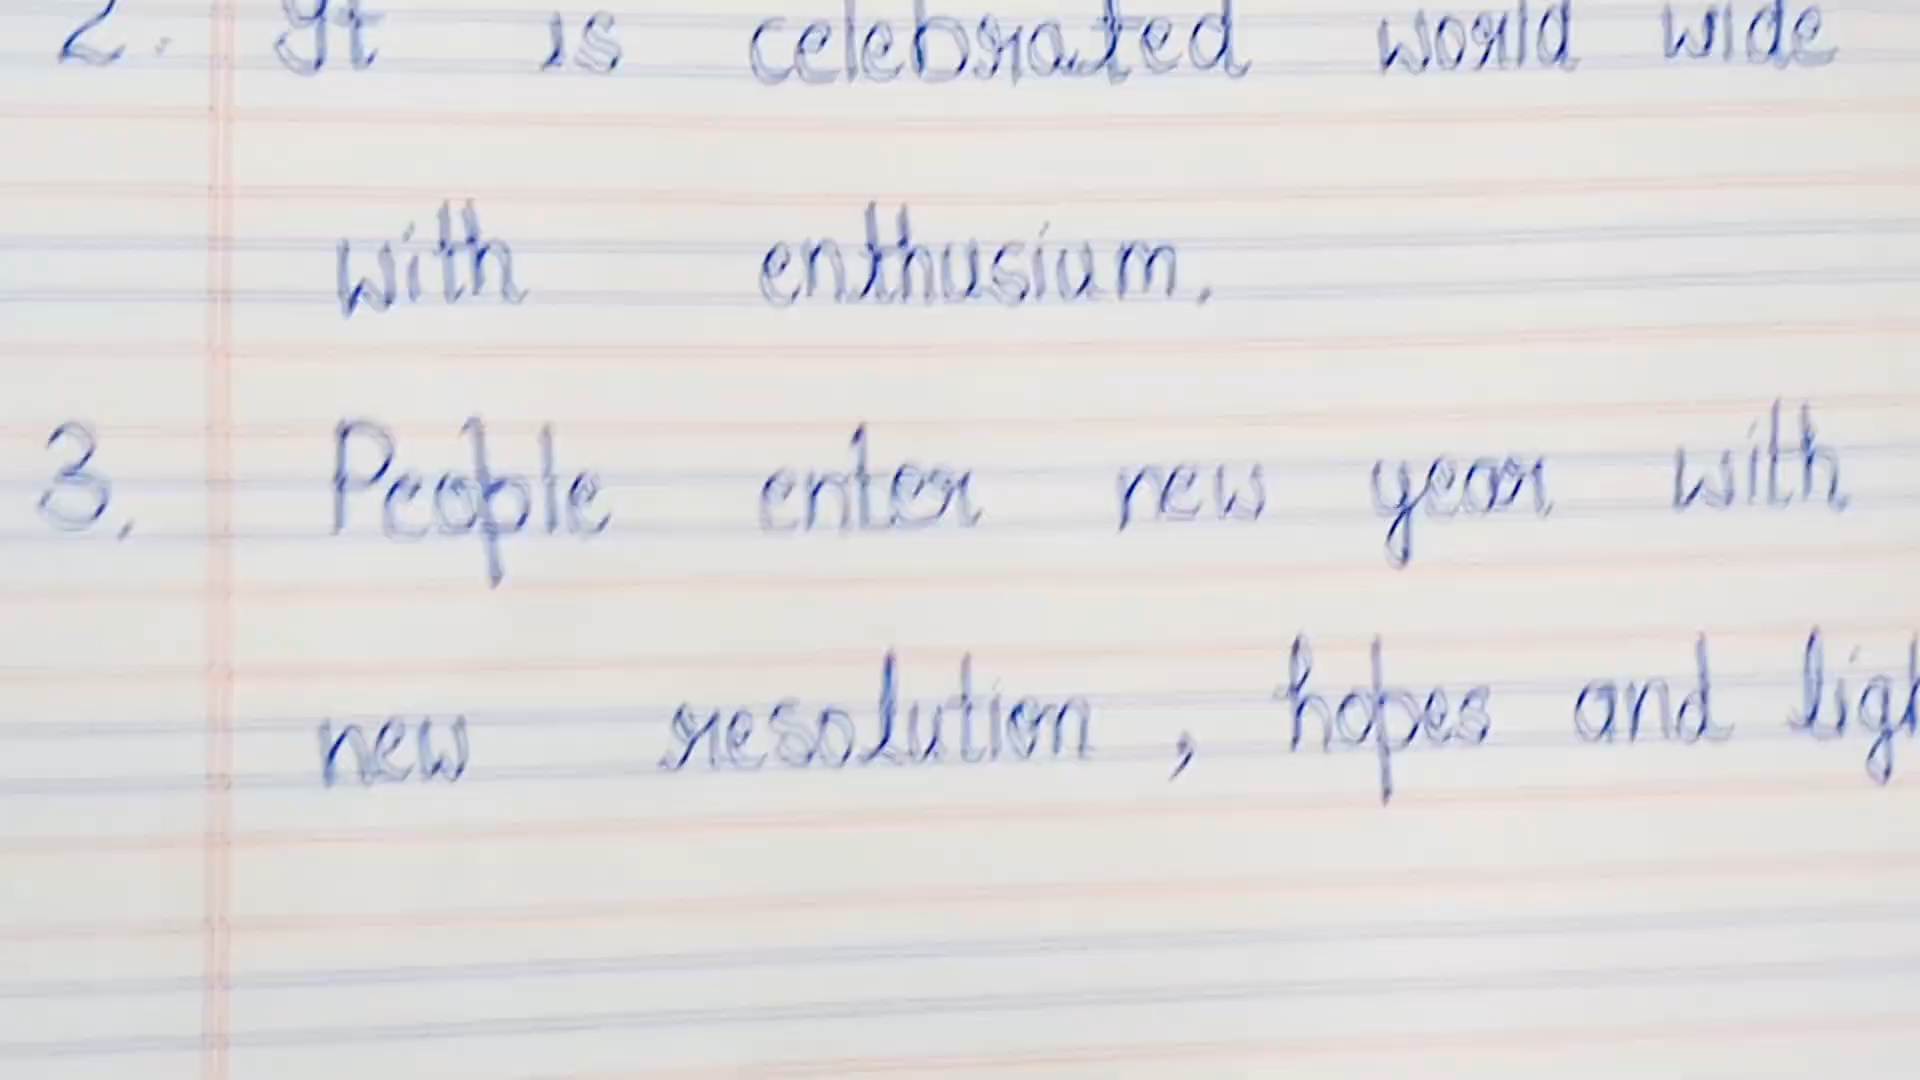 2. It is celebrated world wide
with enthusium.
3. People enter new year with
new resolution, hopes and